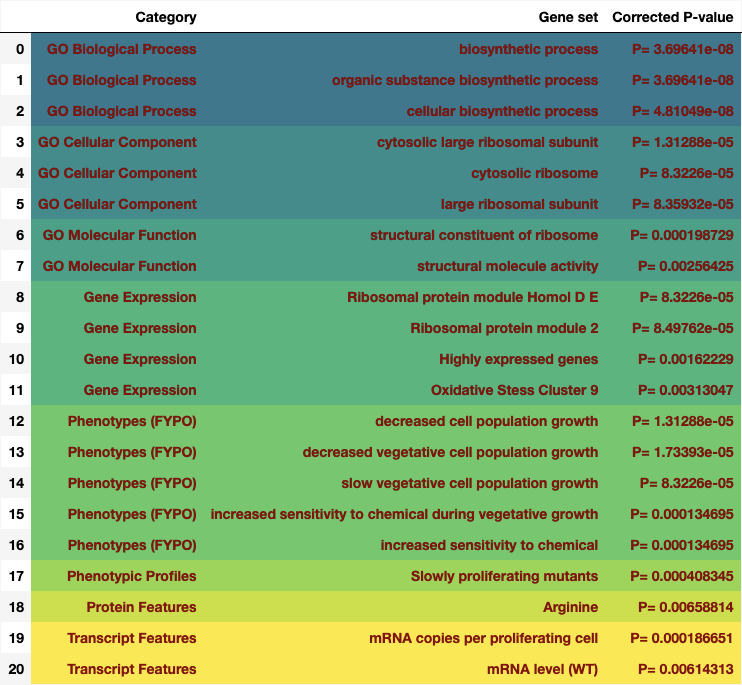 Category Gene set Corrected P-value
0 GO Biological Process biosynthetic process P= 3.69641e-08
1 GO Biological Process organic substance biosynthetic process P= 3.69641e-08
2 GO Biological Process cellular biosynthetic process P= 4.81049e-08
3 GO Cellular Component cytosolic large ribosomal subunit P= 1.31288e-05
4 GO Cellular Component cytosolic ribosome P= 8.3226e-05
5 GO Cellular Component large ribosomal subunit P= 8.35932e-05
6 GO Molecular Function structural constituent of ribosome P= 0.000198729
7 GO Molecular Function structural molecule activity P= 0.00256425
8 Gene Expression Ribosomal protein module Homol D E P= 8.3226e-05
9 Gene Expression Ribosomal protein module 2 P= 8.49762e-05
10 Gene Expression Highly expressed genes P= 0.00162229
11 Gene Expression Oxidative Stess Cluster 9 P= 0.00313047
12 Phenotypes (FYPO) decreased cell population growth P= 1.31288e-05
13 Phenotypes (FYPO) decreased vegetative cell population growth P= 1.73393e-05
14 Phenotypes (FYPO) slow vegetative cell population growth P= 8.3226e-05
15 Phenotypes (FYPO) increased sensitivity to chemical during vegetative growth P= 0.000134695
16 Phenotypes (FYPO) increased sensitivity to chemical P= 0.000134695
17 Phenotypic Profiles Slowly proliferating mutants P= 0.000408345
18 Protein Features Arginine P= 0.00658814
19 Transcript Features mRNA copies per proliferating cell P= 0.000186651
20 Transcript Features mRNA level (WT) P= 0.00614313